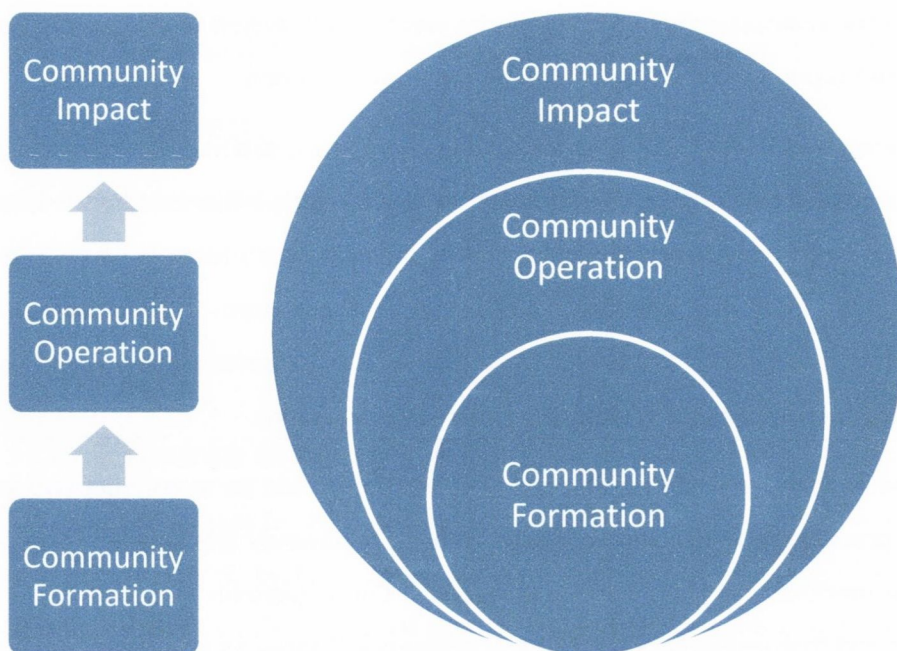 Community
Impact
Community
Operation
Community
Formation
Community
Impact
Community
Operation
Community
Formation